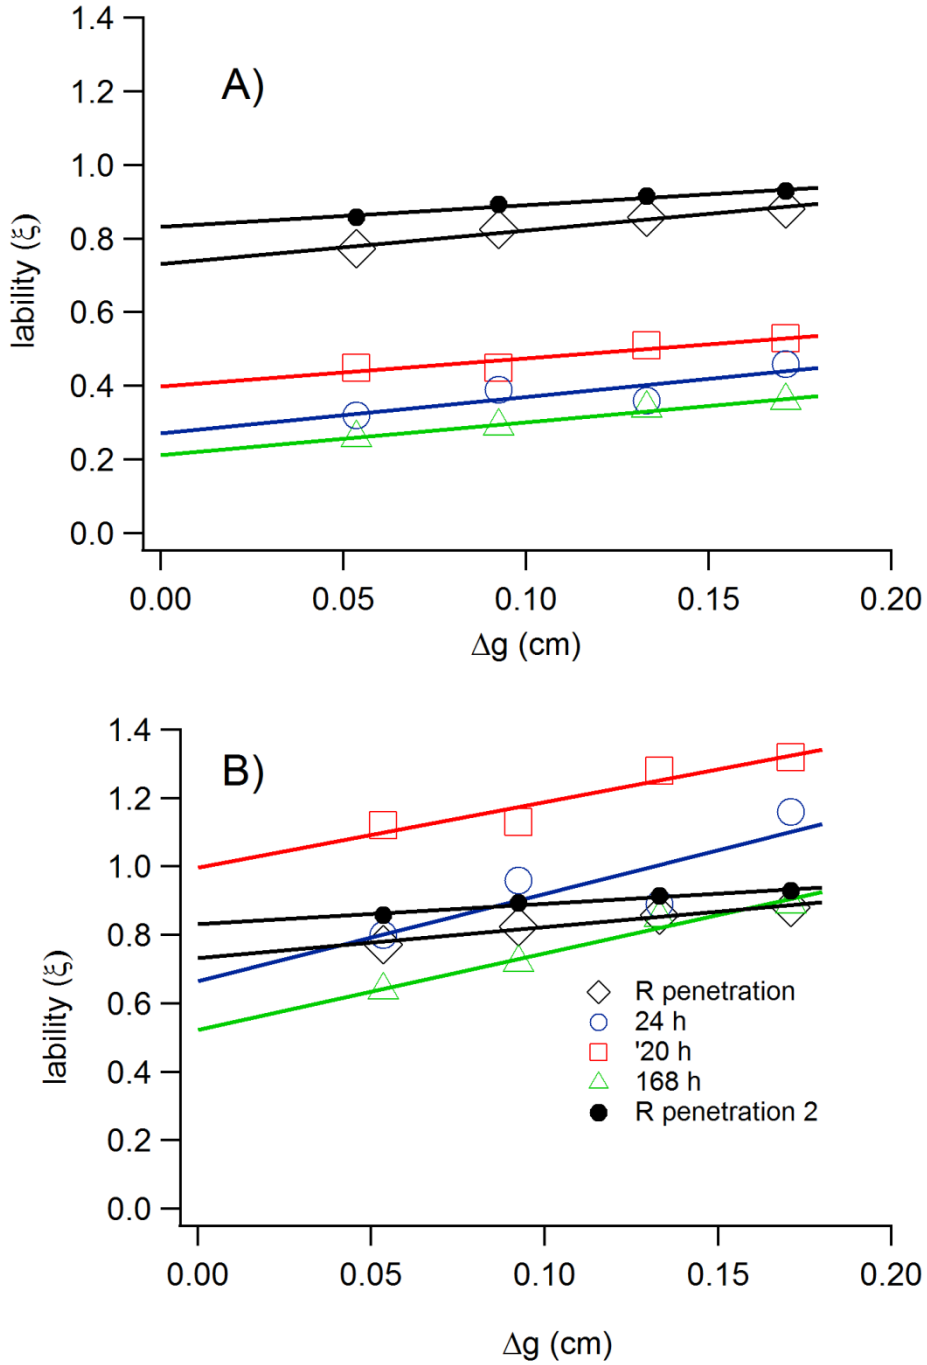 1.4
A)
1.2
1.0
0.8
0.6
0.4
0.2
0.0
lability (ξ)
0.00 0.05 0.10 0.15 0.20
Δg (cm)
1.4
B)
1.2
1.0
0.8
0.6
0.4
0.2
0.0
lability (ξ)
R penetration
24 h
'20 h
168 h
R penetration 2
0.00 0.05 0.10 0.15 0.20
Δg (cm)